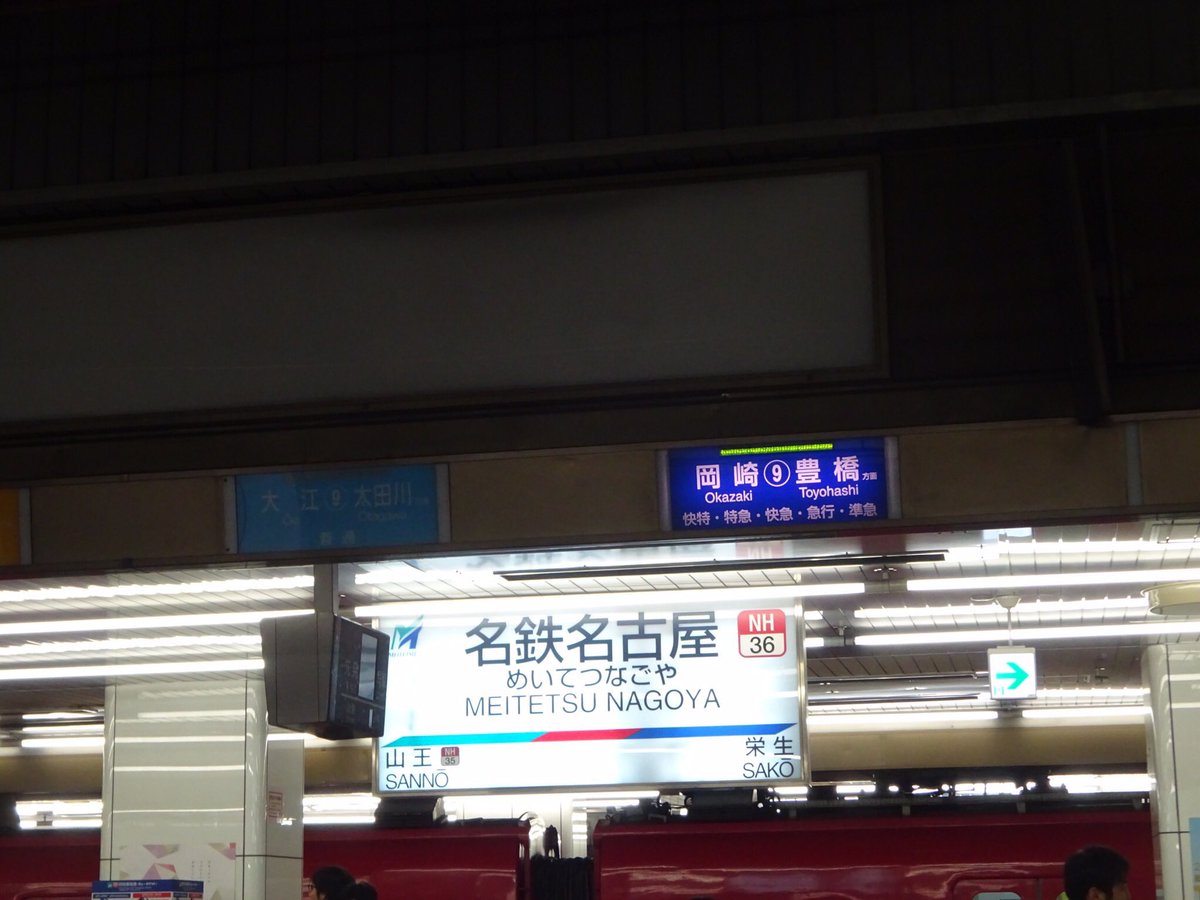 岡崎⑨豊橋方面
Okazaki Toyohashi
快特・特急・快急・急行・準急
大江⑨太田川
普通
名鉄名古屋
めいてつなごや
MEITETSU NAGOYA
NH
36
山王
NH
35
SANNŌ
栄生
SAKŌ